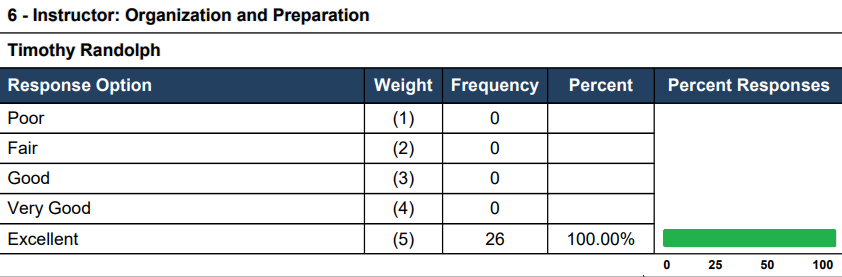 6 - Instructor: Organization and Preparation
Timothy Randolph
Response Option Weight Frequency Percent Percent Responses
Poor (1) 0
Fair (2) 0
Good (3) 0
Very Good (4) 0
Excellent (5) 26 100.00%
0 25 50 100